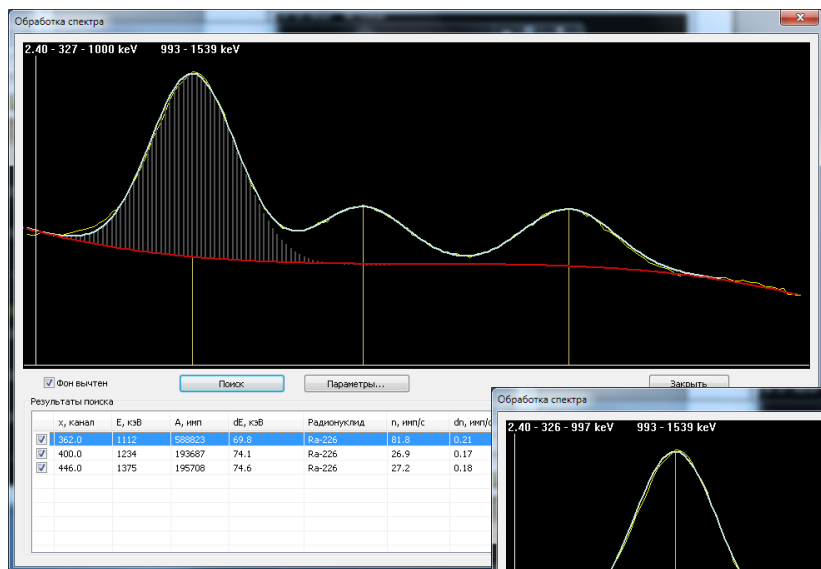 Обработка спектра
2.40 - 327 - 1000 keV 993 - 1539 keV
Фон вычтен Поиск Параметры... Закрыть
Результаты поиска
x, канал E, кэВ A, имп dE, кэВ Радионуклид n, имп/с dn, имп/с
362.0 1112 588823 69.8 Ra-226 81.8 0.21
400.0 1234 193687 74.1 Ra-226 26.9 0.17
446.0 1375 195708 74.6 Ra-226 27.2 0.18
Обработка спектра
2.40 - 326 - 997 keV 993 - 1539 keV